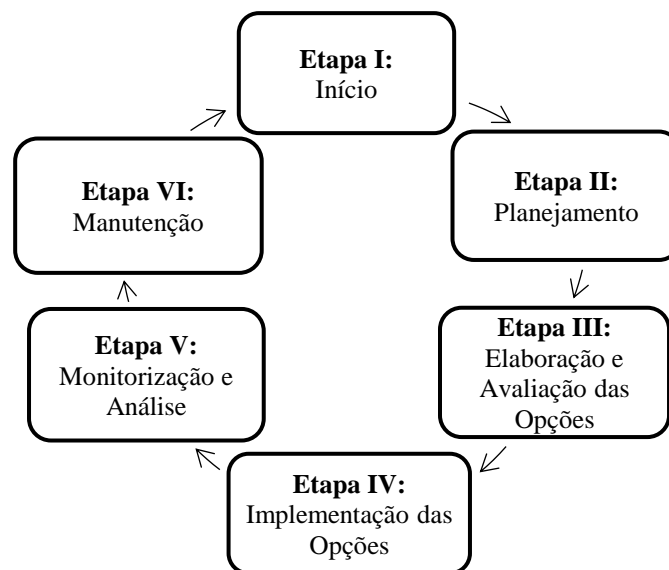 Etapa I:
Início
Etapa II:
Planejamento
Etapa III:
Elaboração e
Avaliação das
Opções
Etapa IV:
Implementação das
Opções
Etapa V:
Monitorização e
Análise
Etapa VI:
Manutenção